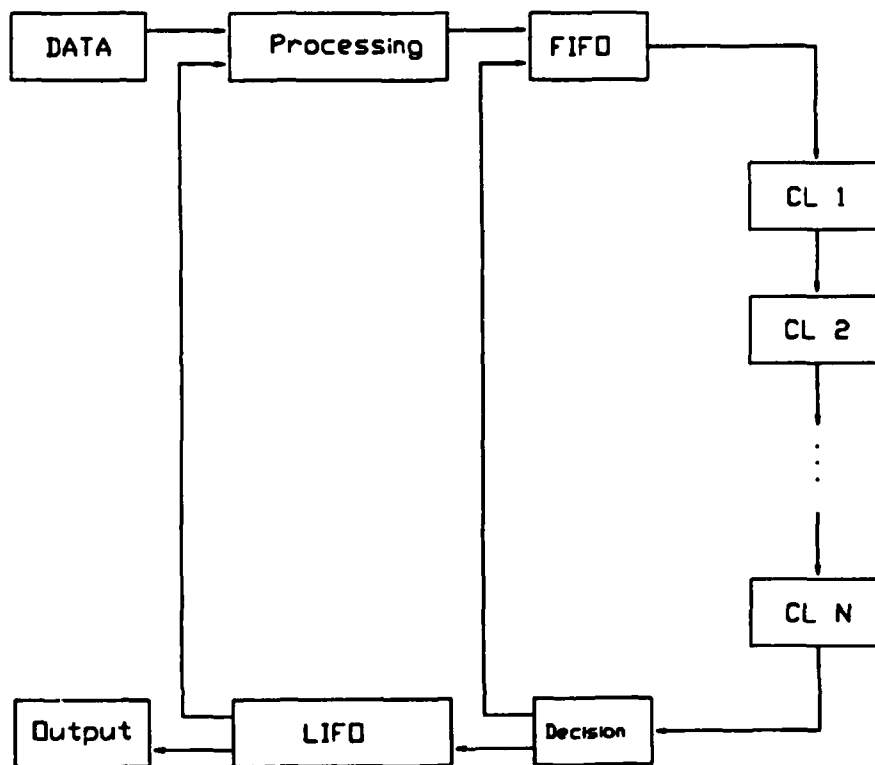 DATA
Processing
FIFO
CL 1
CL 2
CL N
Output
LIFO
Decision